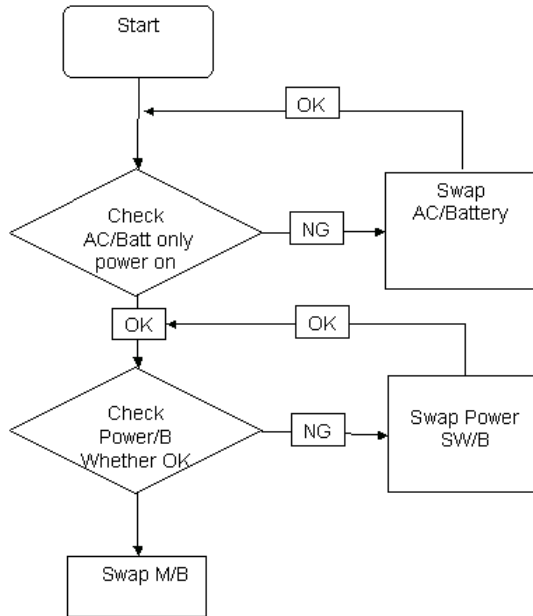 Start
OK
Check
AC/Batt only
power on
NG
Swap
AC/Battery
OK
OK
Check
Power/B
Whether OK
NG
Swap Power
SW/B
Swap M/B